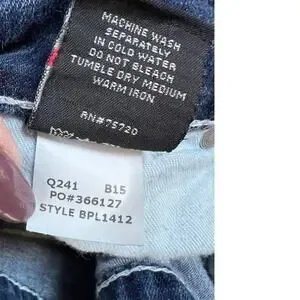 MACHINE WASH
SEPARATELY
IN COLD WATER
DO NOT BLEACH
TUMBLE DRY MEDIUM
WARM IRON.
RN#75720
Q241 B15
PO#366127
STYLE BPL1412